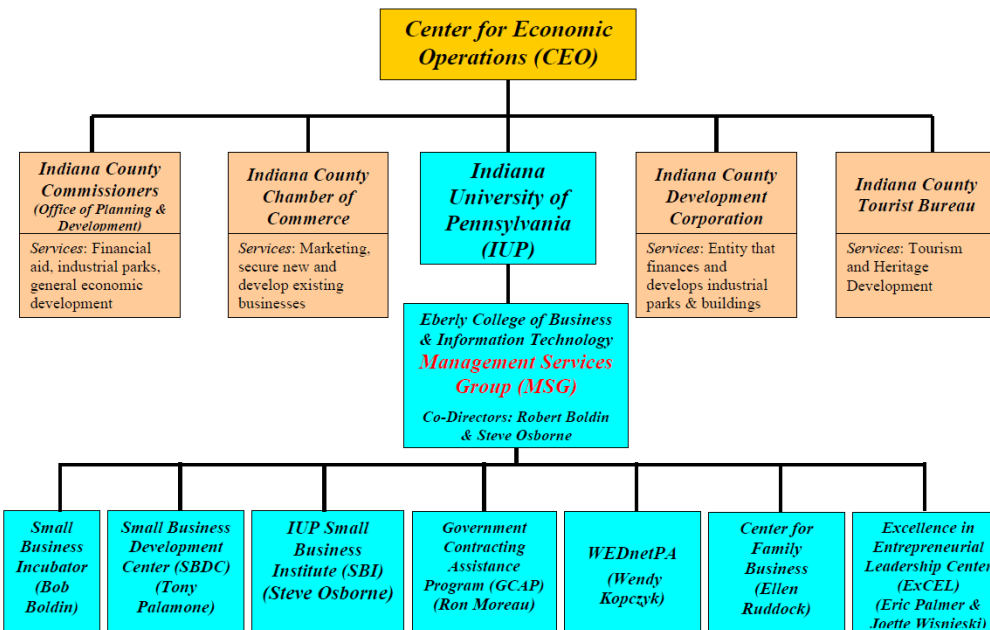 Center for Economic
Operations (CEO)
Indiana County
Commissioners
(Office of Planning &
Development)
Services: Financial
aid, industrial parks,
general economic
development
Indiana County
Chamber of
Commerce
Services: Marketing,
secure new and
develop existing
businesses
Indiana
University of
Pennsylvania
(IUP)
Indiana County
Development
Corporation
Services: Entity that
finances and
develops industrial
parks & buildings
Indiana County
Tourist Bureau
Services: Tourism
and Heritage
Development
Eberly College of Business
& Information Technology
Management Services
Group (MSG)
Co-Directors: Robert Boldin
& Steve Osborne
Small
Business
Incubator
(Bob
Boldin)
Small Business
Development
Center (SBDC)
(Tony
Palamone)
IUP Small
Business
Institute (SBI)
(Steve Osborne)
Government
Contracting
Assistance
Program (GCAP)
(Ron Moreau)
WEDnetPA
(Wendy
Kopczyk)
Center for
Family
Business
(Ellen
Ruddock)
Excellence in
Entrepreneurial
Leadership Center
(ExCEL)
(Eric Palmer &
Joette Wisnieski)